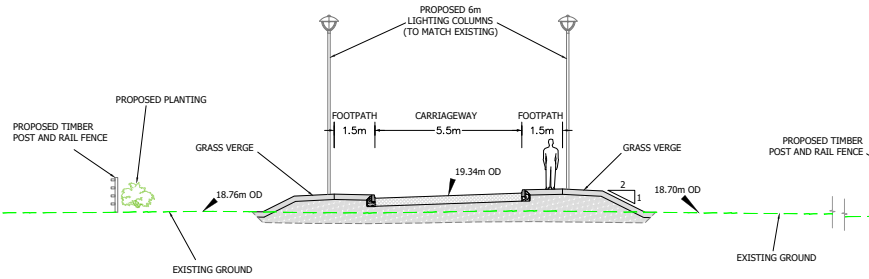 PROPOSED 6m
LIGHTING COLUMNS
(TO MATCH EXISTING)
PROPOSED PLANTING
FOOTPATH
CARRIAGEWAY
FOOTPATH
1.5m
5.5m
1.5m
PROPOSED TIMBER
POST AND RAIL FENCE
GRASS VERGE
GRASS VERGE
PROPOSED TIMBER
POST AND RAIL FENCE
19.34m OD
18.76m OD
2
1
18.70m OD
EXISTING GROUND
EXISTING GROUND